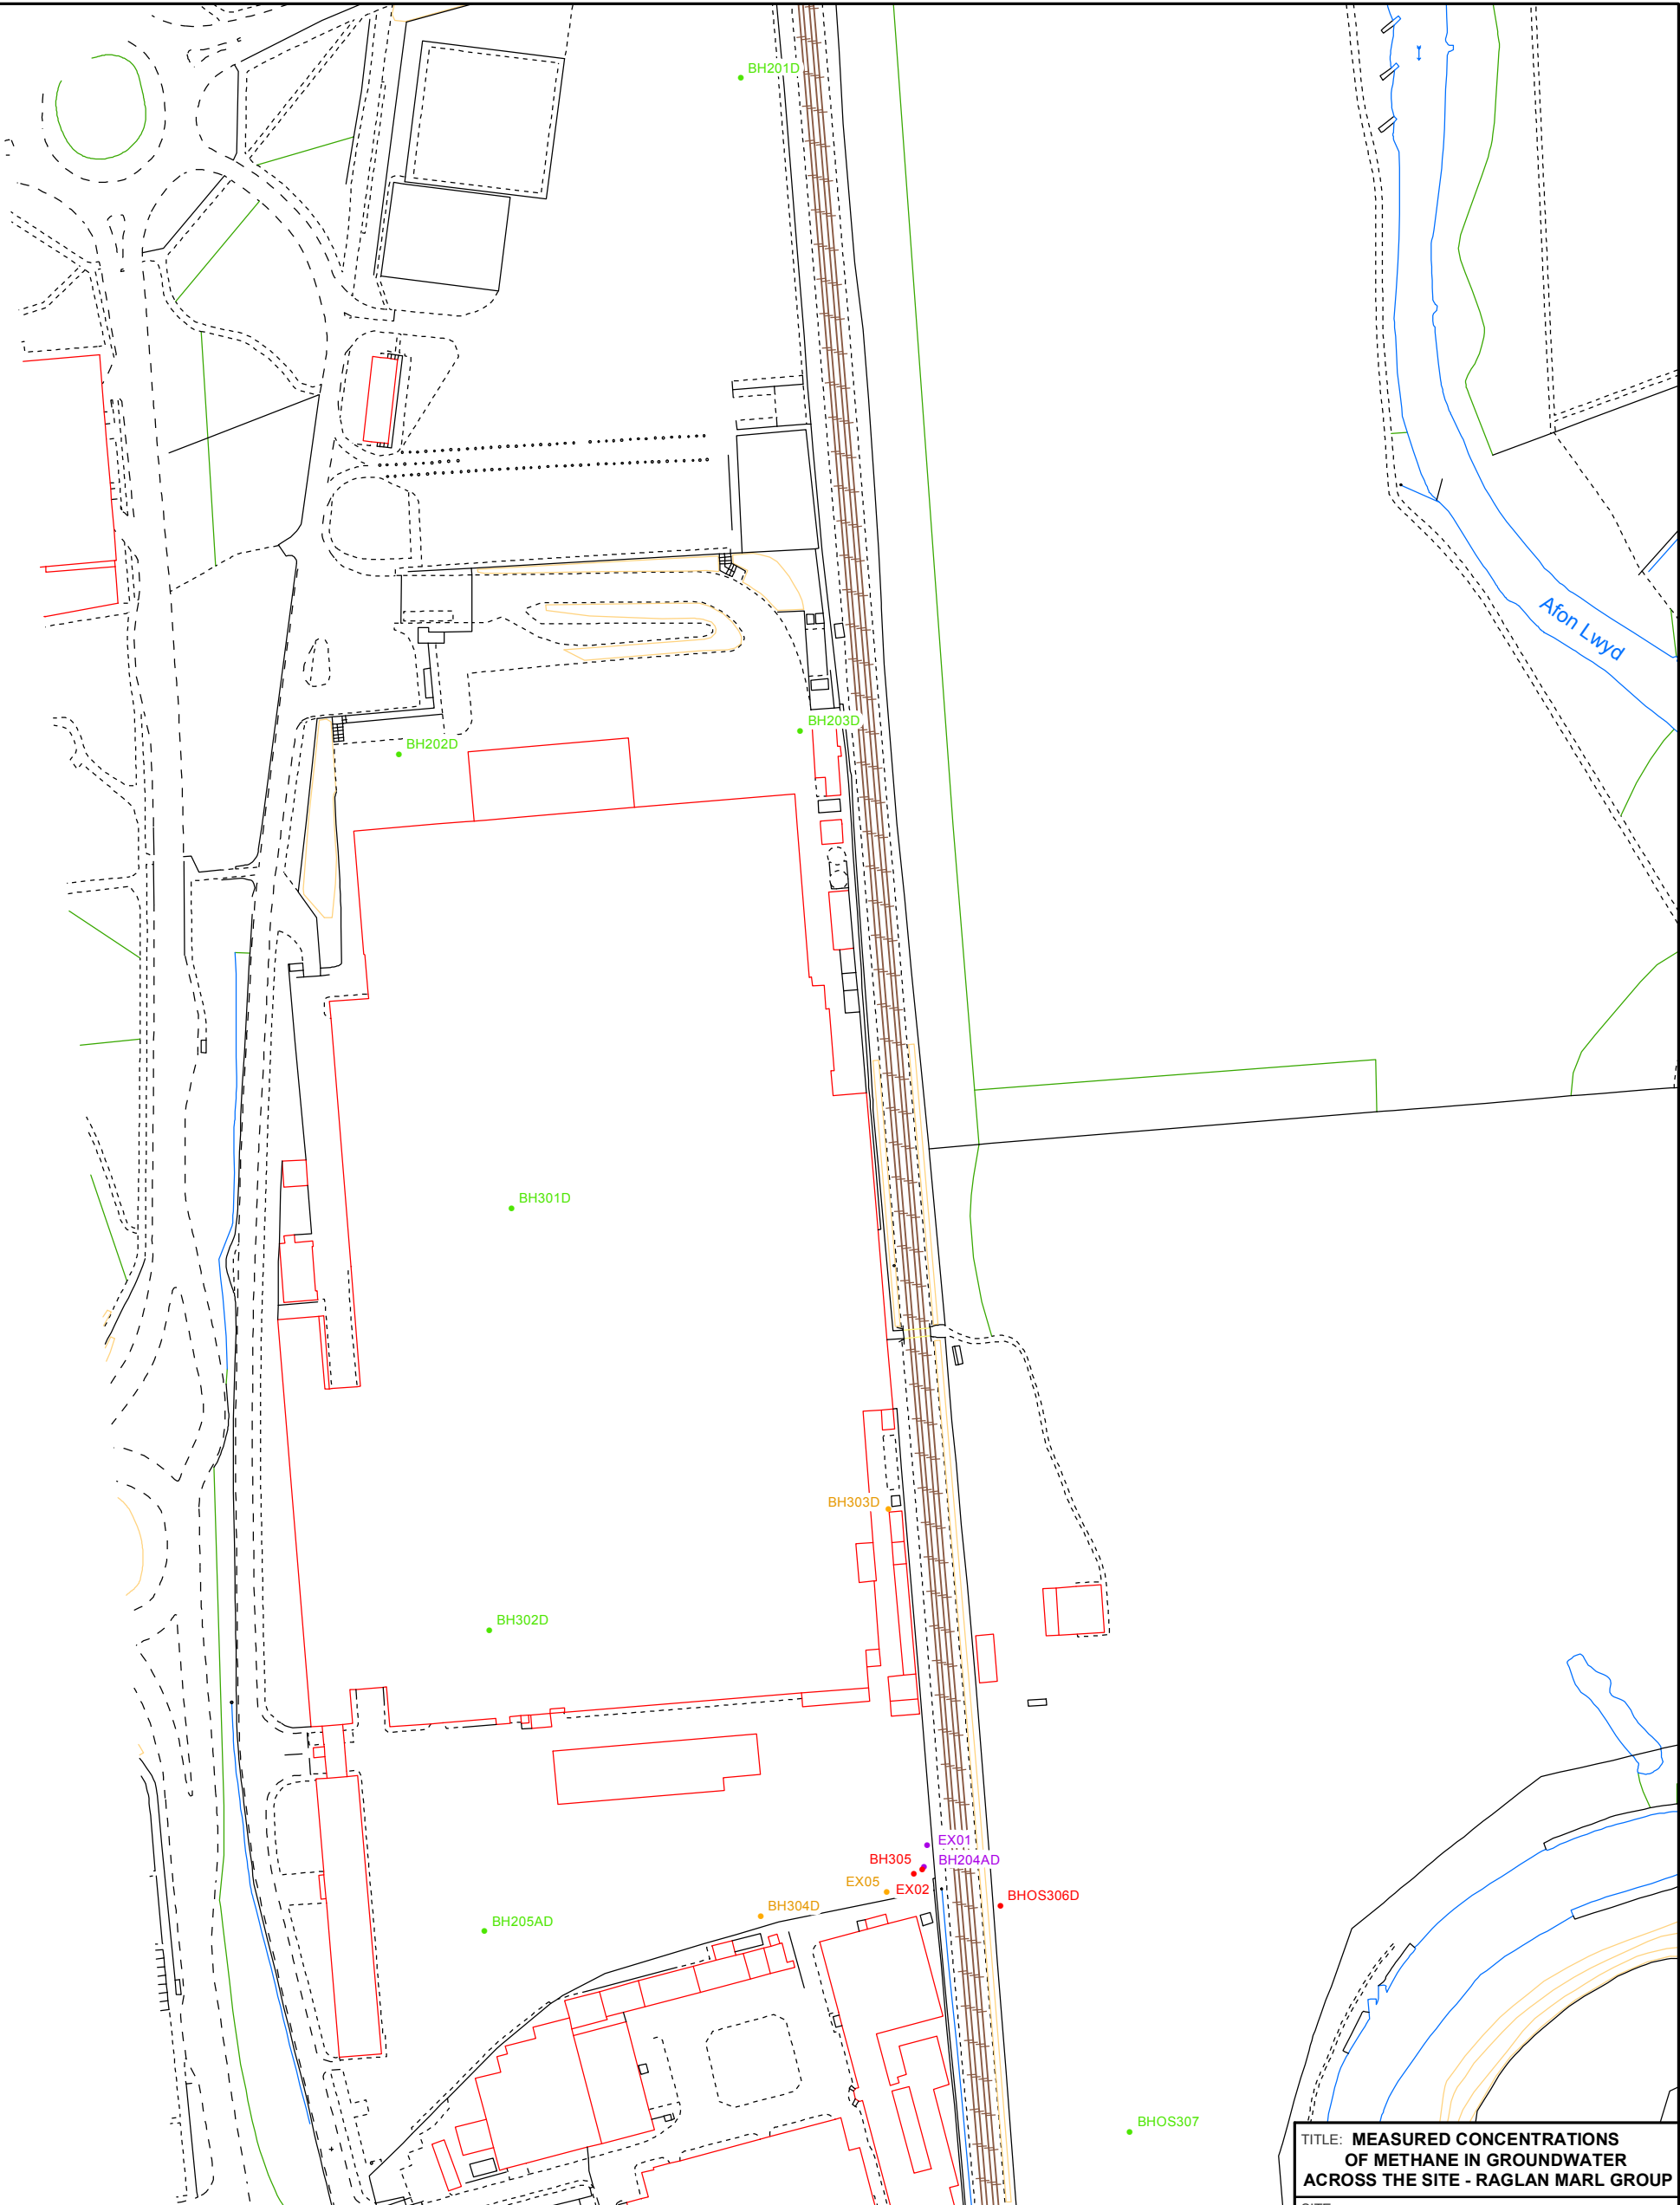 BH201D
Afon Lwyd
BH203D
BH202D
BH301D
BH303D
BH302D
EX01
BH305
BH204AD
EX05
EX02
BHOS306D
BH304D
BH205AD
BHOS307
TITLE: MEASURED CONCENTRATIONS
OF METHANE IN GROUNDWATER
ACROSS THE SITE - RAGLAN MARL GROUP